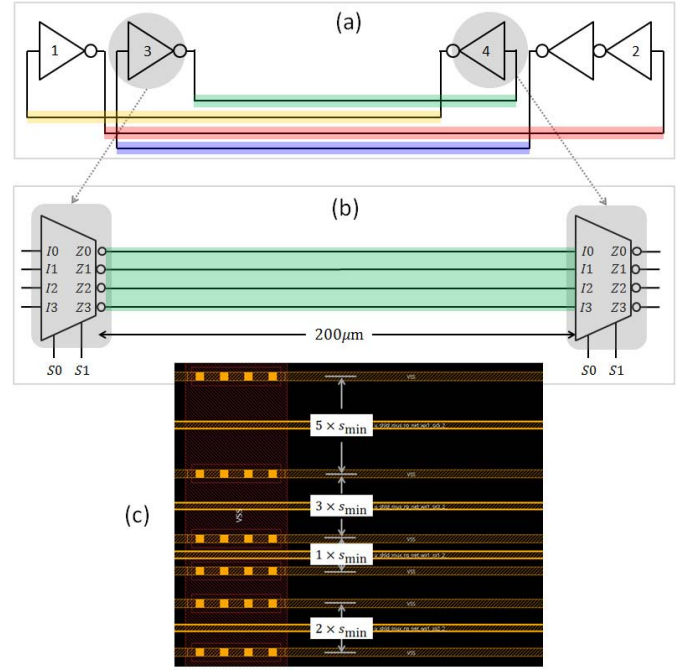 (a)
1
3
4
2
(b)
I0 Z0 I0 Z0
I1 Z1 I1 Z1
I2 Z2 I2 Z2
I3 Z3 I3 Z3
200μm
S0 S1 S0 S1
(c)
VSS
5 × smin
VSS
3 × smin
VSS
VSS
1 × smin
VSS
2 × smin
VSS